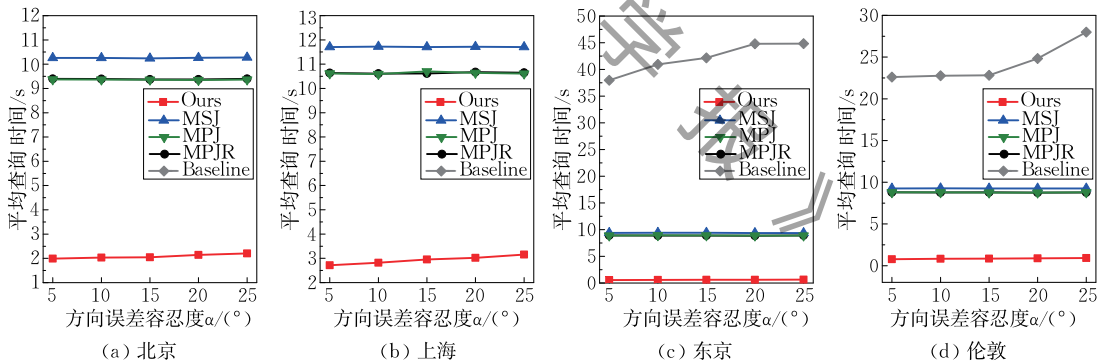 12
11
10
9
8
7
6
5
4
3
2
1
平均查询时间/s
Ours
MSJ
MPJ
MPJR
Baseline
5 10 15 20 25
方向误差容忍度α/(°)
(a) 北京
13
12
11
10
9
8
7
6
5
4
3
2
平均查询时间/s
Ours
MSJ
MPJ
MPJR
Baseline
5 10 15 20 25
方向误差容忍度α/(°)
(b) 上海
50
45
40
35
30
25
20
15
10
5
0
平均查询时间/s
Ours
MSJ
MPJ
MPJR
Baseline
5 10 15 20 25
方向误差容忍度α/(°)
(c) 东京
30
25
20
15
10
5
0
平均查询时间/s
Ours
MSJ
MPJ
MPJR
Baseline
5 10 15 20 25
方向误差容忍度α/(°)
(d) 伦敦